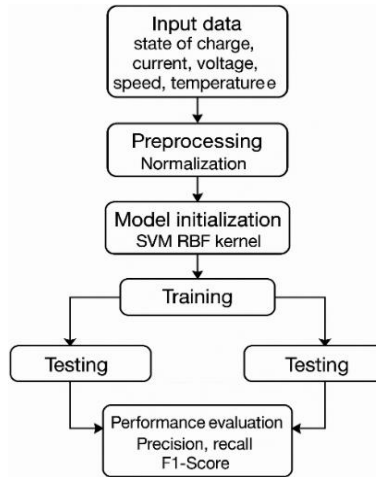 Input data
state of charge,
current, voltage,
speed, temperature e
Preprocessing
Normalization
Model initialization
SVM RBF kernel
Training
Testing
Testing
Performance evaluation
Precision, recall
F1-Score